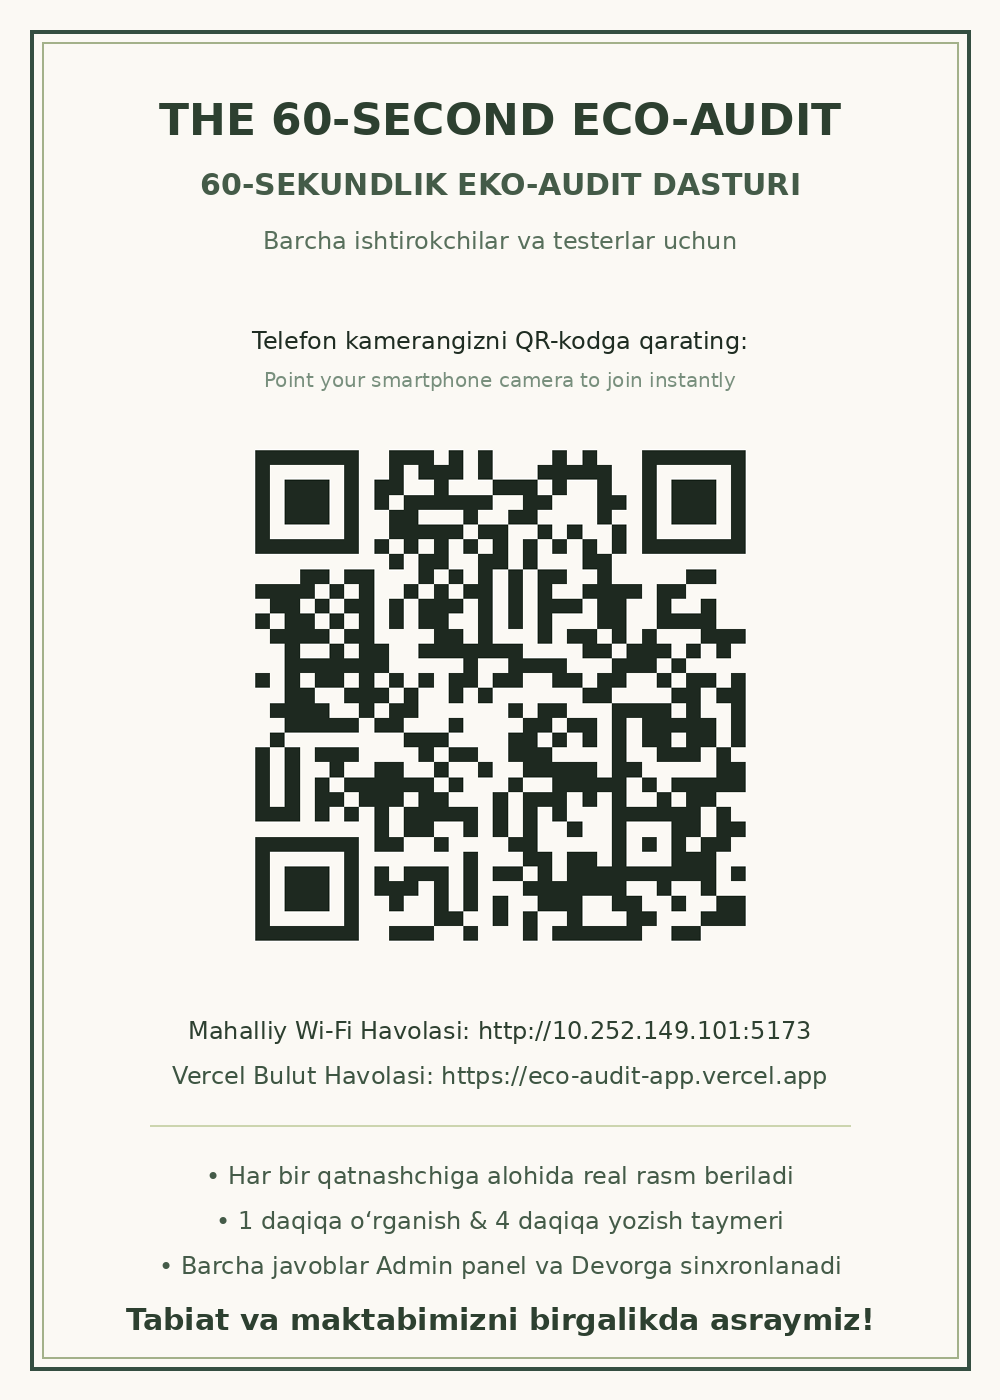 THE 60-SECOND ECO-AUDIT
60-SEKUNDLIK EKO-AUDIT DASTURI
Barcha ishtirokchilar va testerlar uchun
Telefon kamerangizni QR-kodga qarating:
Point your smartphone camera to join instantly
Mahalliy Wi-Fi Havolasi: http://10.252.149.101:5173
Vercel Bulut Havolasi: https://eco-audit-app.vercel.app
• Har bir qatnashchiga alohida real rasm beriladi
• 1 daqiqa o‘rganish & 4 daqiqa yozish taymeri
• Barcha javoblar Admin panel va Devorga sinxronlanadi
Tabiat va maktabimizni birgalikda asraymiz!